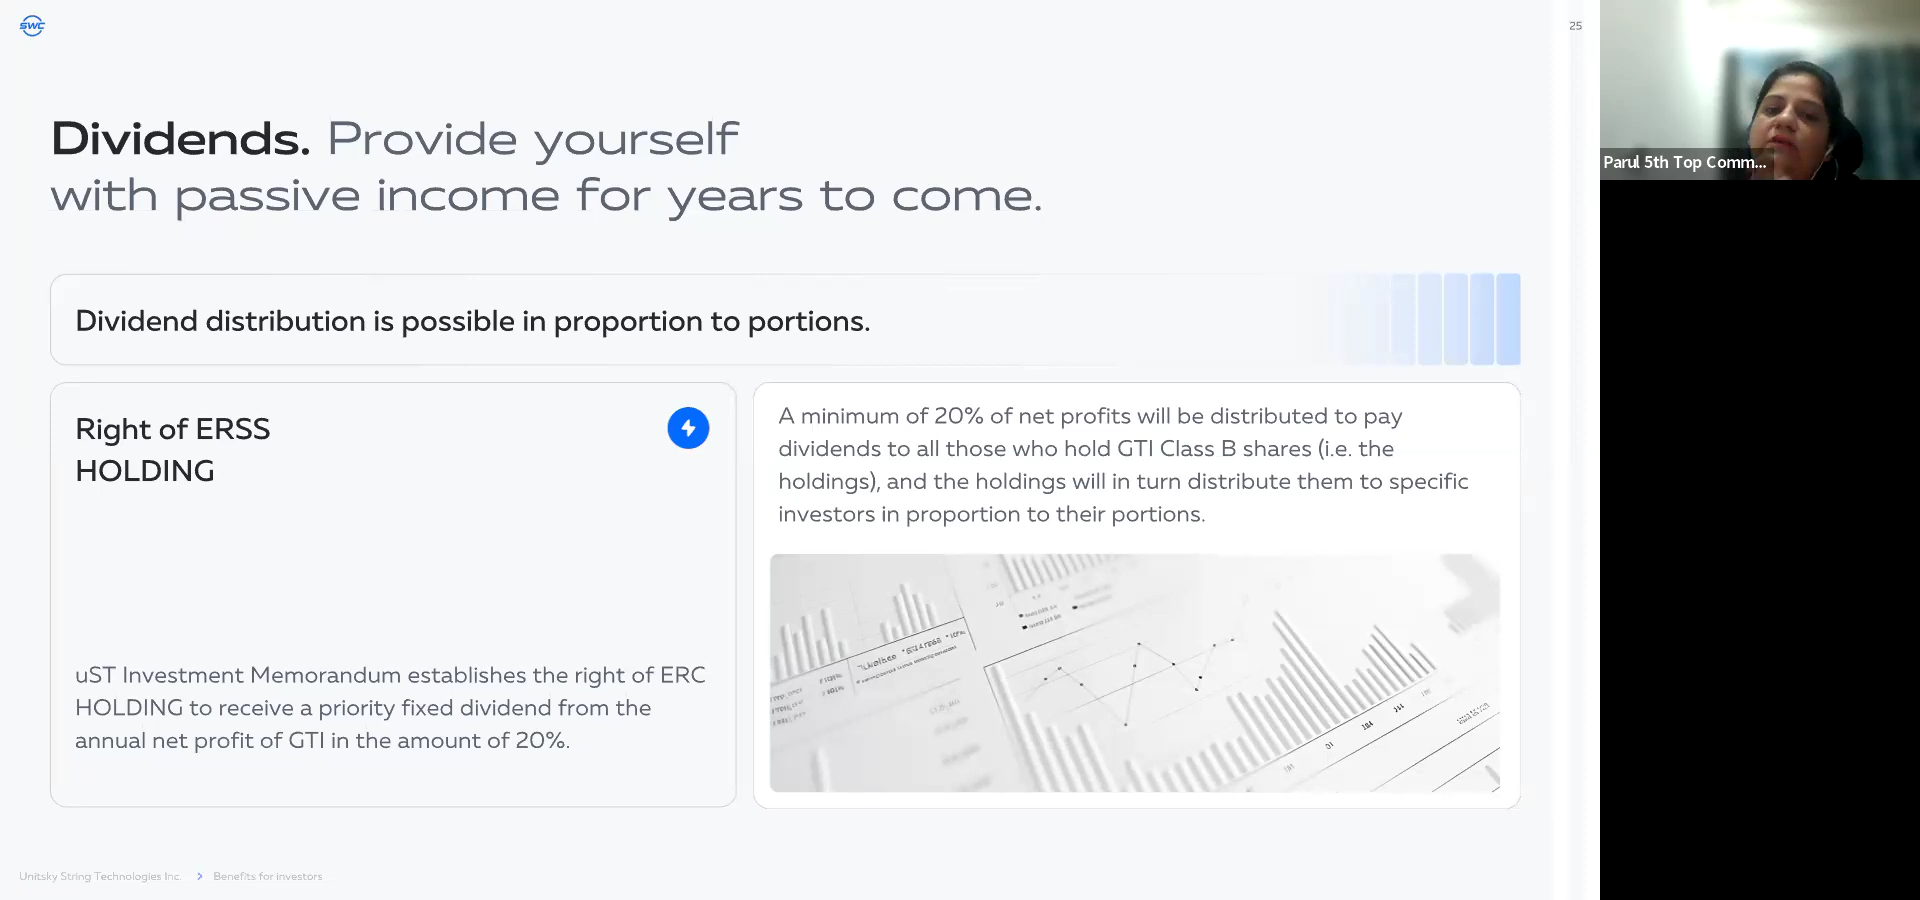 SWC
25
Dividends. Provide yourself
with passive income for years to come.
Dividend distribution is possible in proportion to portions.
Right of ERSS
HOLDING
uST Investment Memorandum establishes the right of ERC
HOLDING to receive a priority fixed dividend from the
annual net profit of GTI in the amount of 20%.
A minimum of 20% of net profits will be distributed to pay
dividends to all those who hold GTI Class B shares (i.e. the
holdings), and the holdings will in turn distribute them to specific
investors in proportion to their portions.
Unitsky String Technologies Inc.
Benefits for investors
Parul 5th Top Comm...